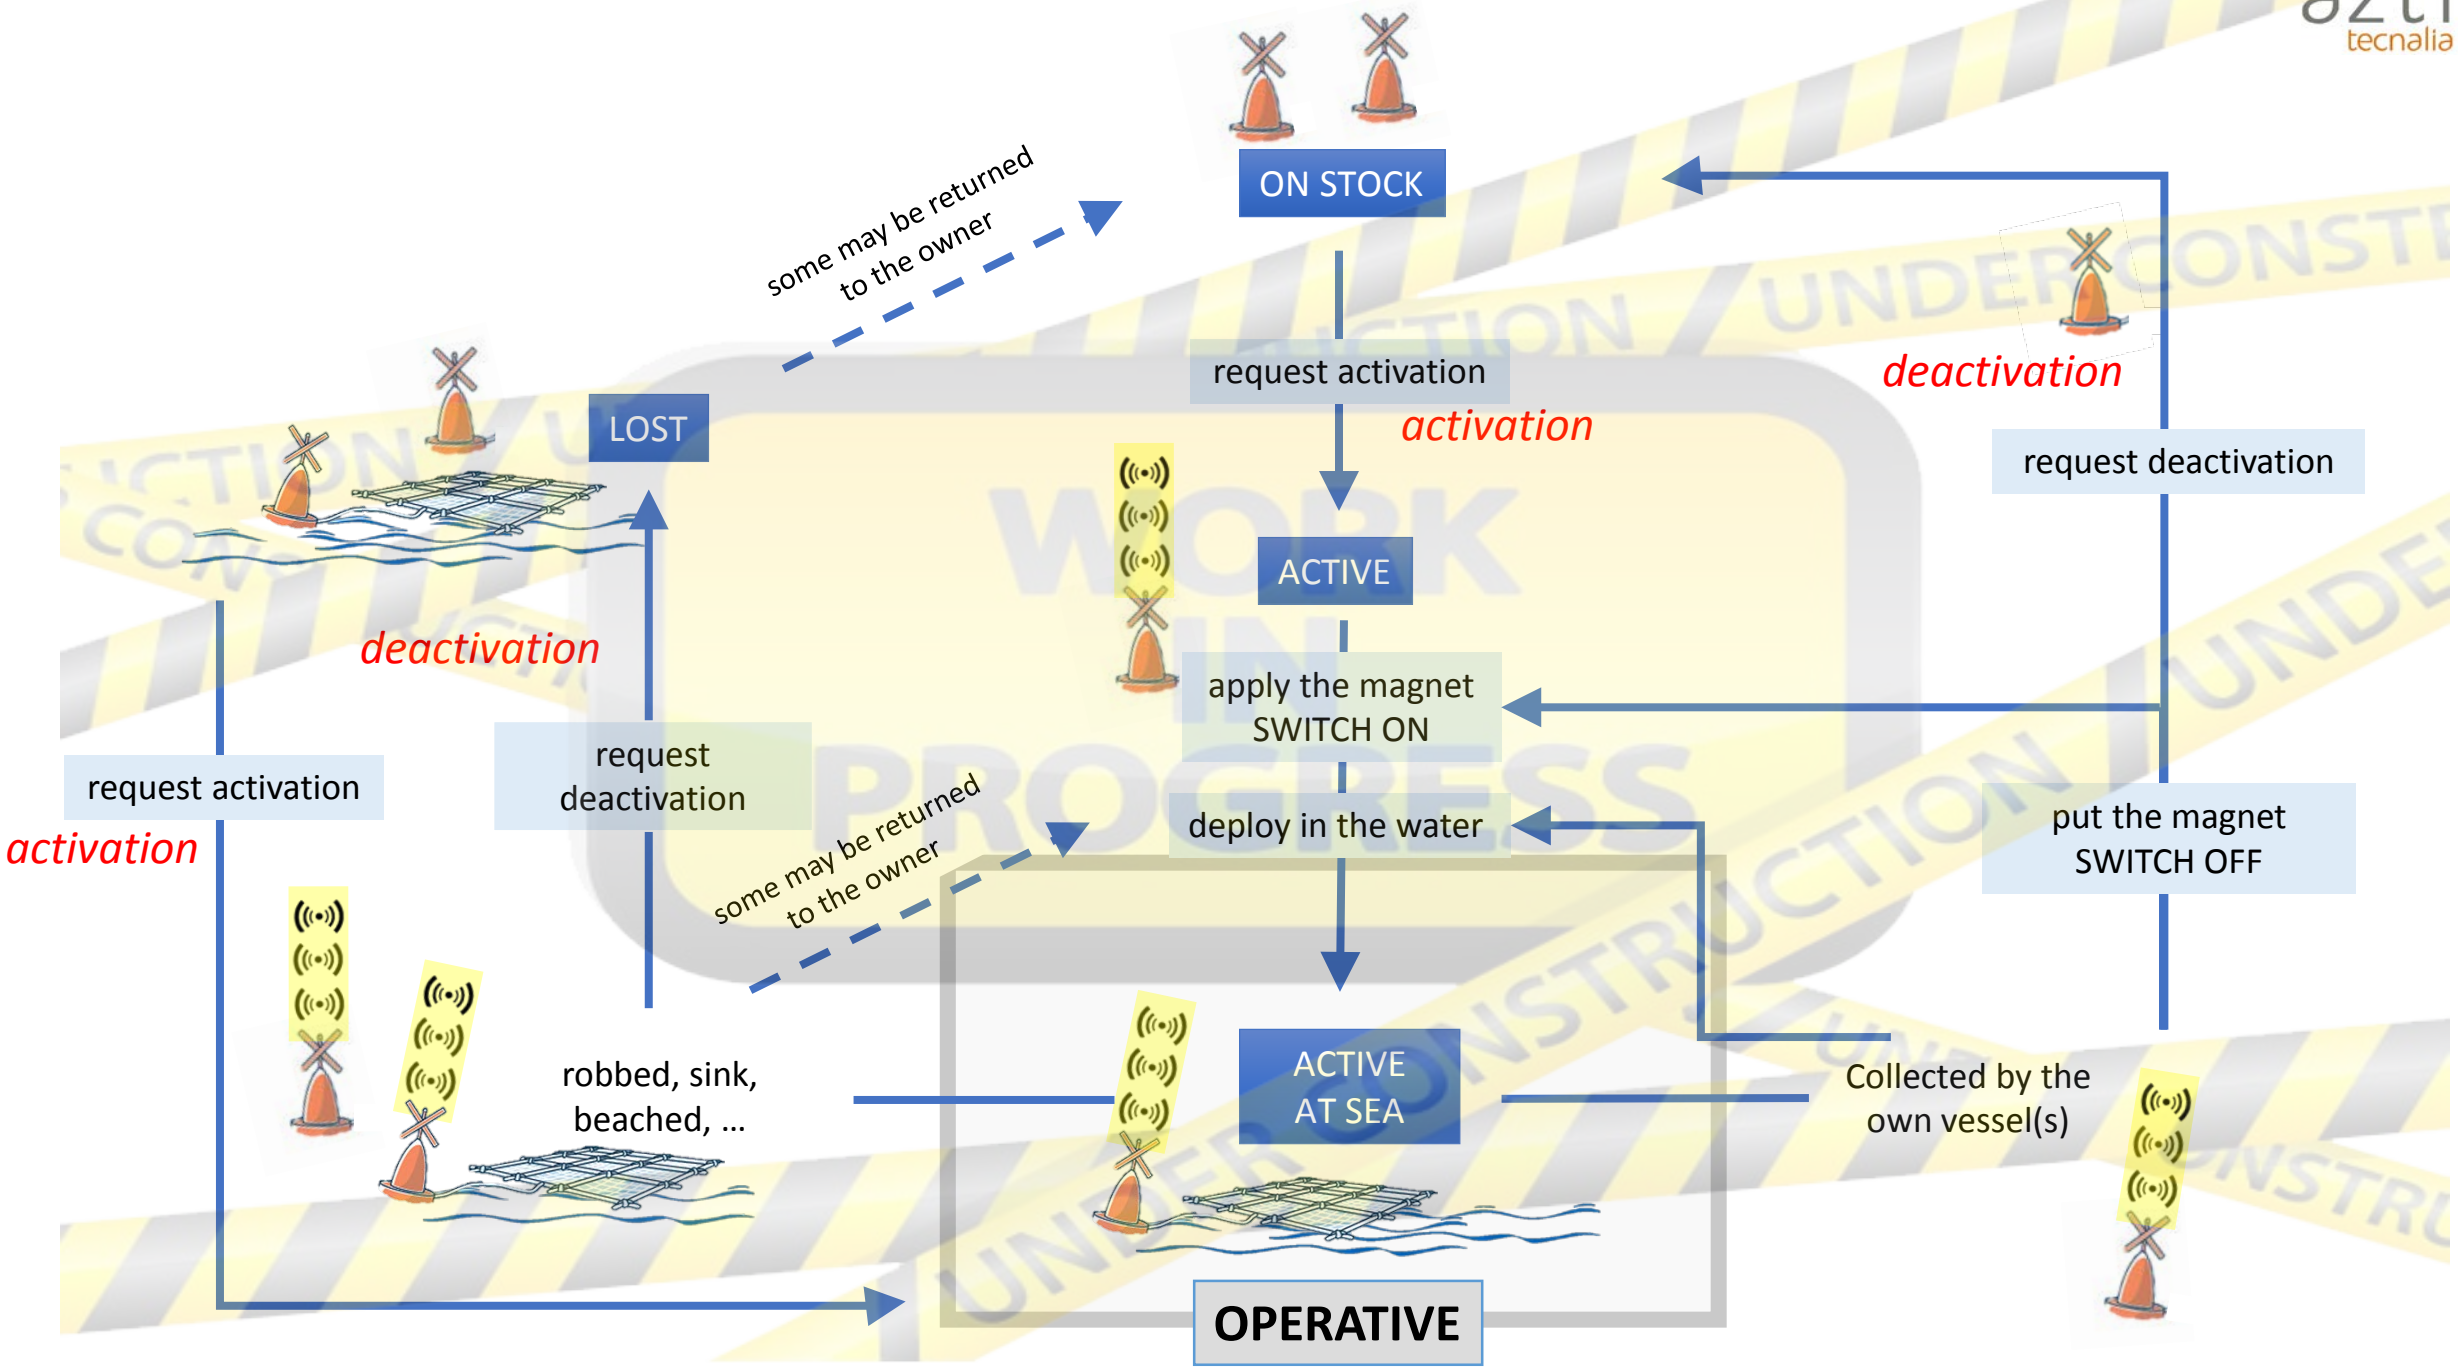 azti
tecnalia
ON STOCK
some may be returned
to the owner
request activation
activation
deactivation
request deactivation
LOST
ACTIVE
deactivation
apply the magnet
SWITCH ON
request
deactivation
request activation
activation
some may be returned
to the owner
deploy in the water
put the magnet
SWITCH OFF
robbed, sink,
beached, ...
ACTIVE
AT SEA
Collected by the
own vessel(s)
OPERATIVE
WORK
IN
PROGRESS
UNDER CONSTRUCTION
UNDER CONSTR
UCTION